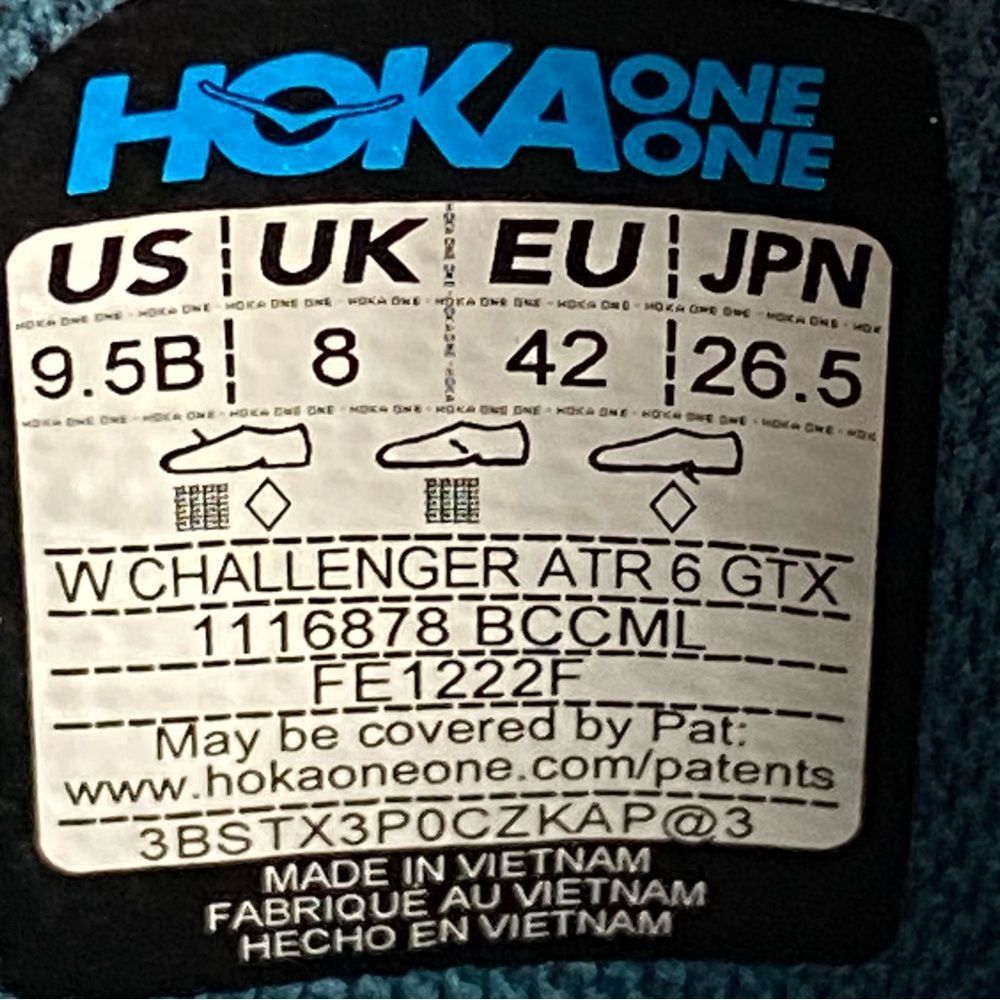 HOKA ONE ONE
US UK EU JPN
9.5B 8 42 26.5
W CHALLENGER ATR 6 GTX
1116878 BCCML
FE1222F
May be covered by Pat:
www.hokaoneone.com/patents
3BSTX3P0CZKAP@3
MADE IN VIETNAM
FABRIQUÉ AU VIETNAM
HECHO EN VIETNAM